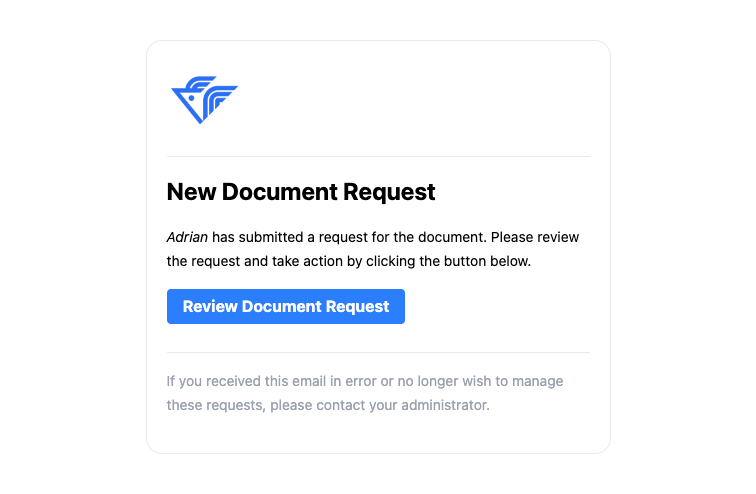 New Document Request
Adrian has submitted a request for the document. Please review
the request and take action by clicking the button below.
Review Document Request
If you received this email in error or no longer wish to manage
these requests, please contact your administrator.